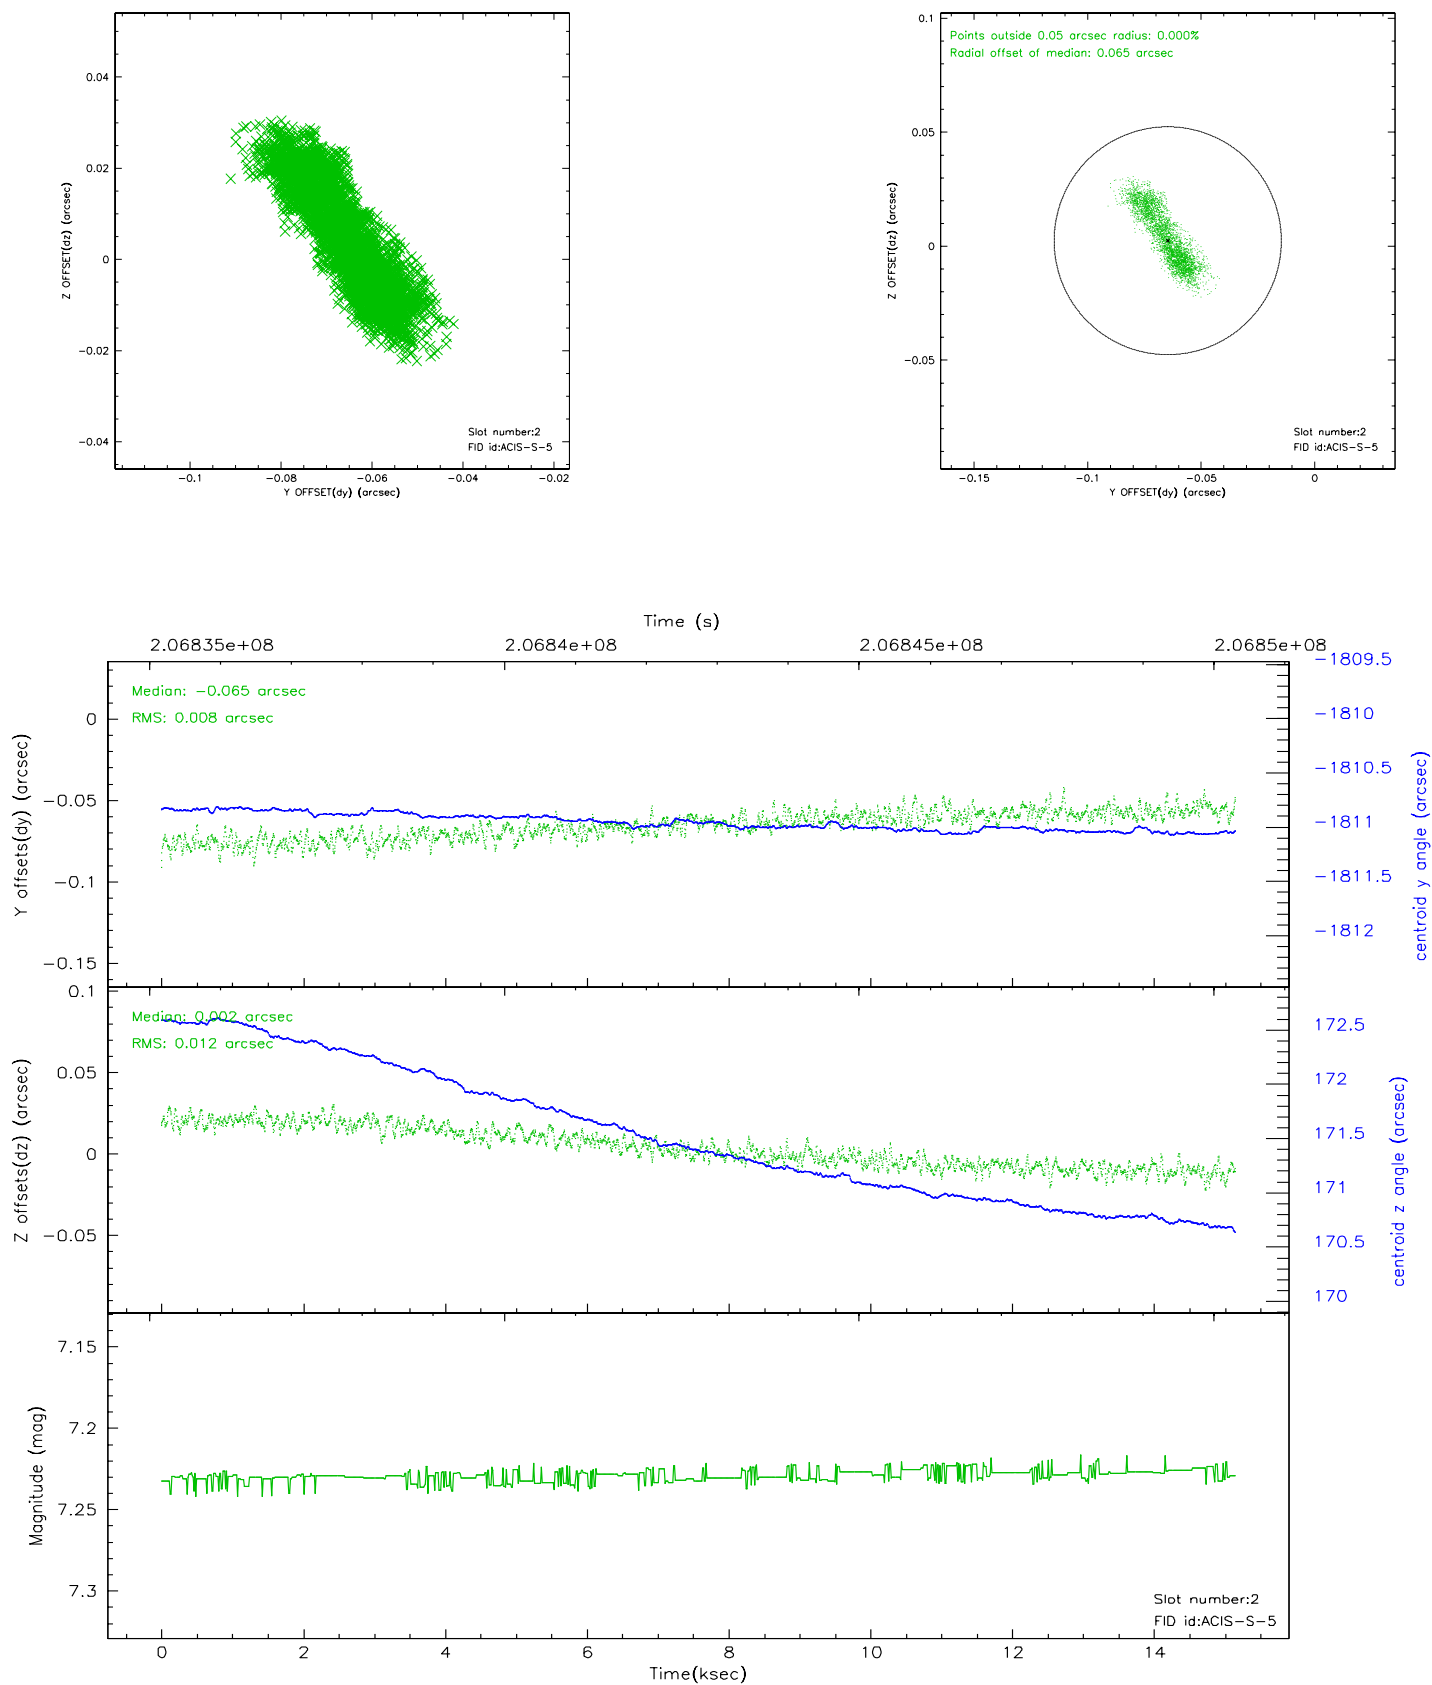 0.04
0.02
0
−0.02
−0.04
Z OFFSET(dz) (arcsec)
Slot number:2
FID id:ACIS−S−5
−0.1
−0.08
−0.06
−0.04
−0.02
Y OFFSET(dy) (arcsec)
0.1
0.05
0
−0.05
Z OFFSET(dz) (arcsec)
Points outside 0.05 arcsec radius: 0.000%
Radial offset of median: 0.065 arcsec
Slot number:2
FID id:ACIS−S−5
−0.15
−0.1
−0.05
0
Y OFFSET(dy) (arcsec)
Time (s)
2.06835e+08
2.0684e+08
2.06845e+08
2.0685e+08
Median: −0.065 arcsec
RMS: 0.008 arcsec
0
−0.05
−0.1
−0.15
Y offsets(dy) (arcsec)
−1809.5
−1810
−1810.5
−1811
−1811.5
−1812
centroid y angle (arcsec)
Median: 0.002 arcsec
RMS: 0.012 arcsec
0.1
0.05
0
−0.05
Z offsets(dz) (arcsec)
172.5
172
171.5
171
170.5
170
centroid z angle (arcsec)
7.15
7.2
7.25
7.3
Magnitude (mag)
Slot number:2
FID id:ACIS−S−5
0
2
4
6
8
10
12
14
Time(ksec)